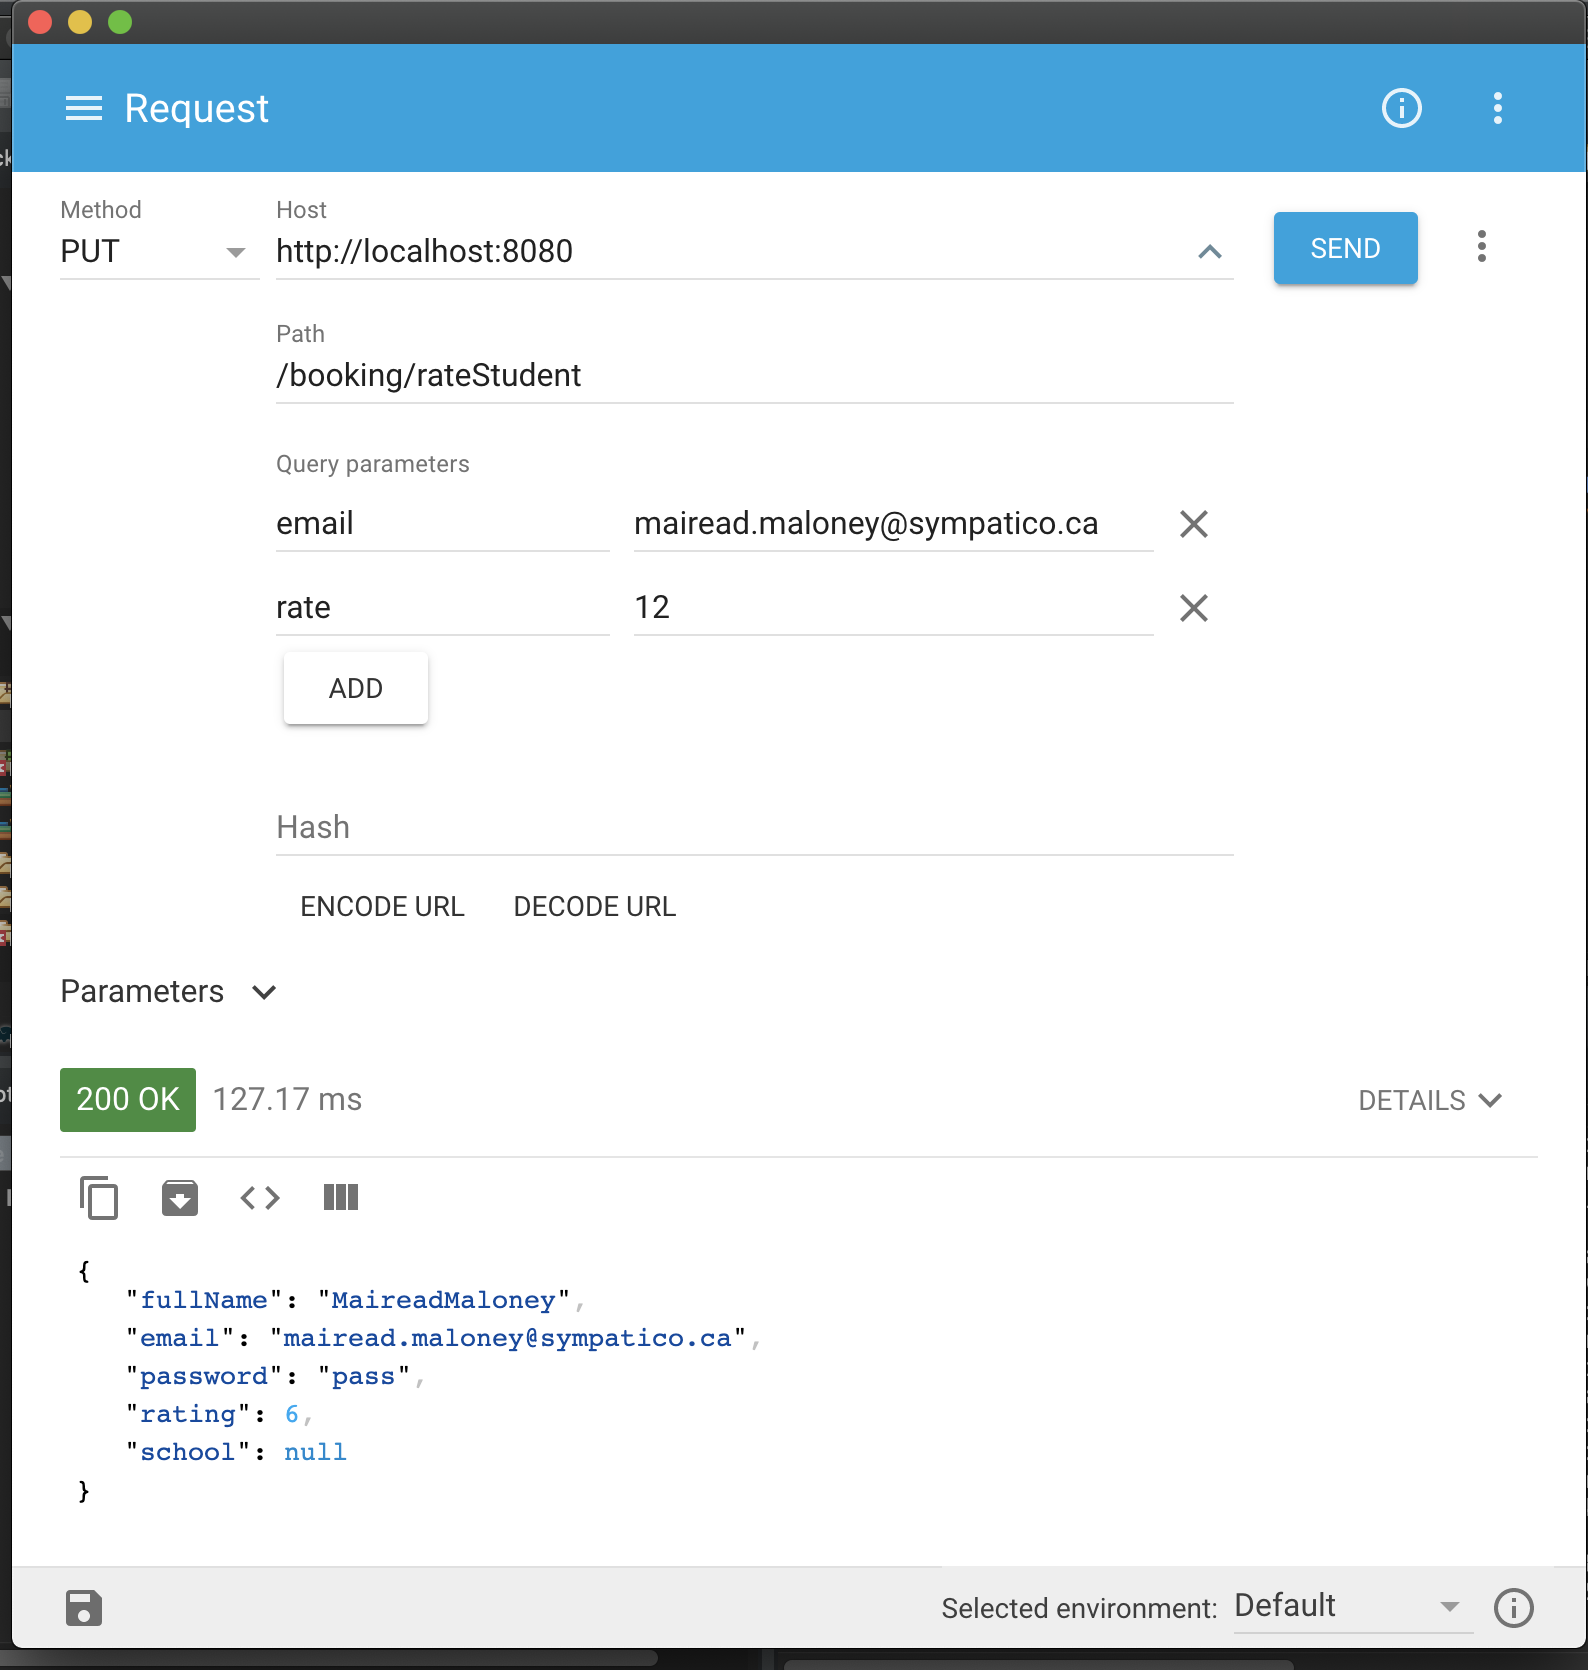 Request
Method
Host
PUT
http://localhost:8080
SEND
Path
/booking/rateStudent
Query parameters
email
mairead.maloney@sympatico.ca
rate
12
ADD
Hash
ENCODE URL
DECODE URL
Parameters
200 OK
127.17 ms
DETAILS
{
"fullName": "MaireadMaloney",
"email": "mairead.maloney@sympatico.ca",
"password": "pass",
"rating": 6,
"school": null
}
Selected environment:
Default